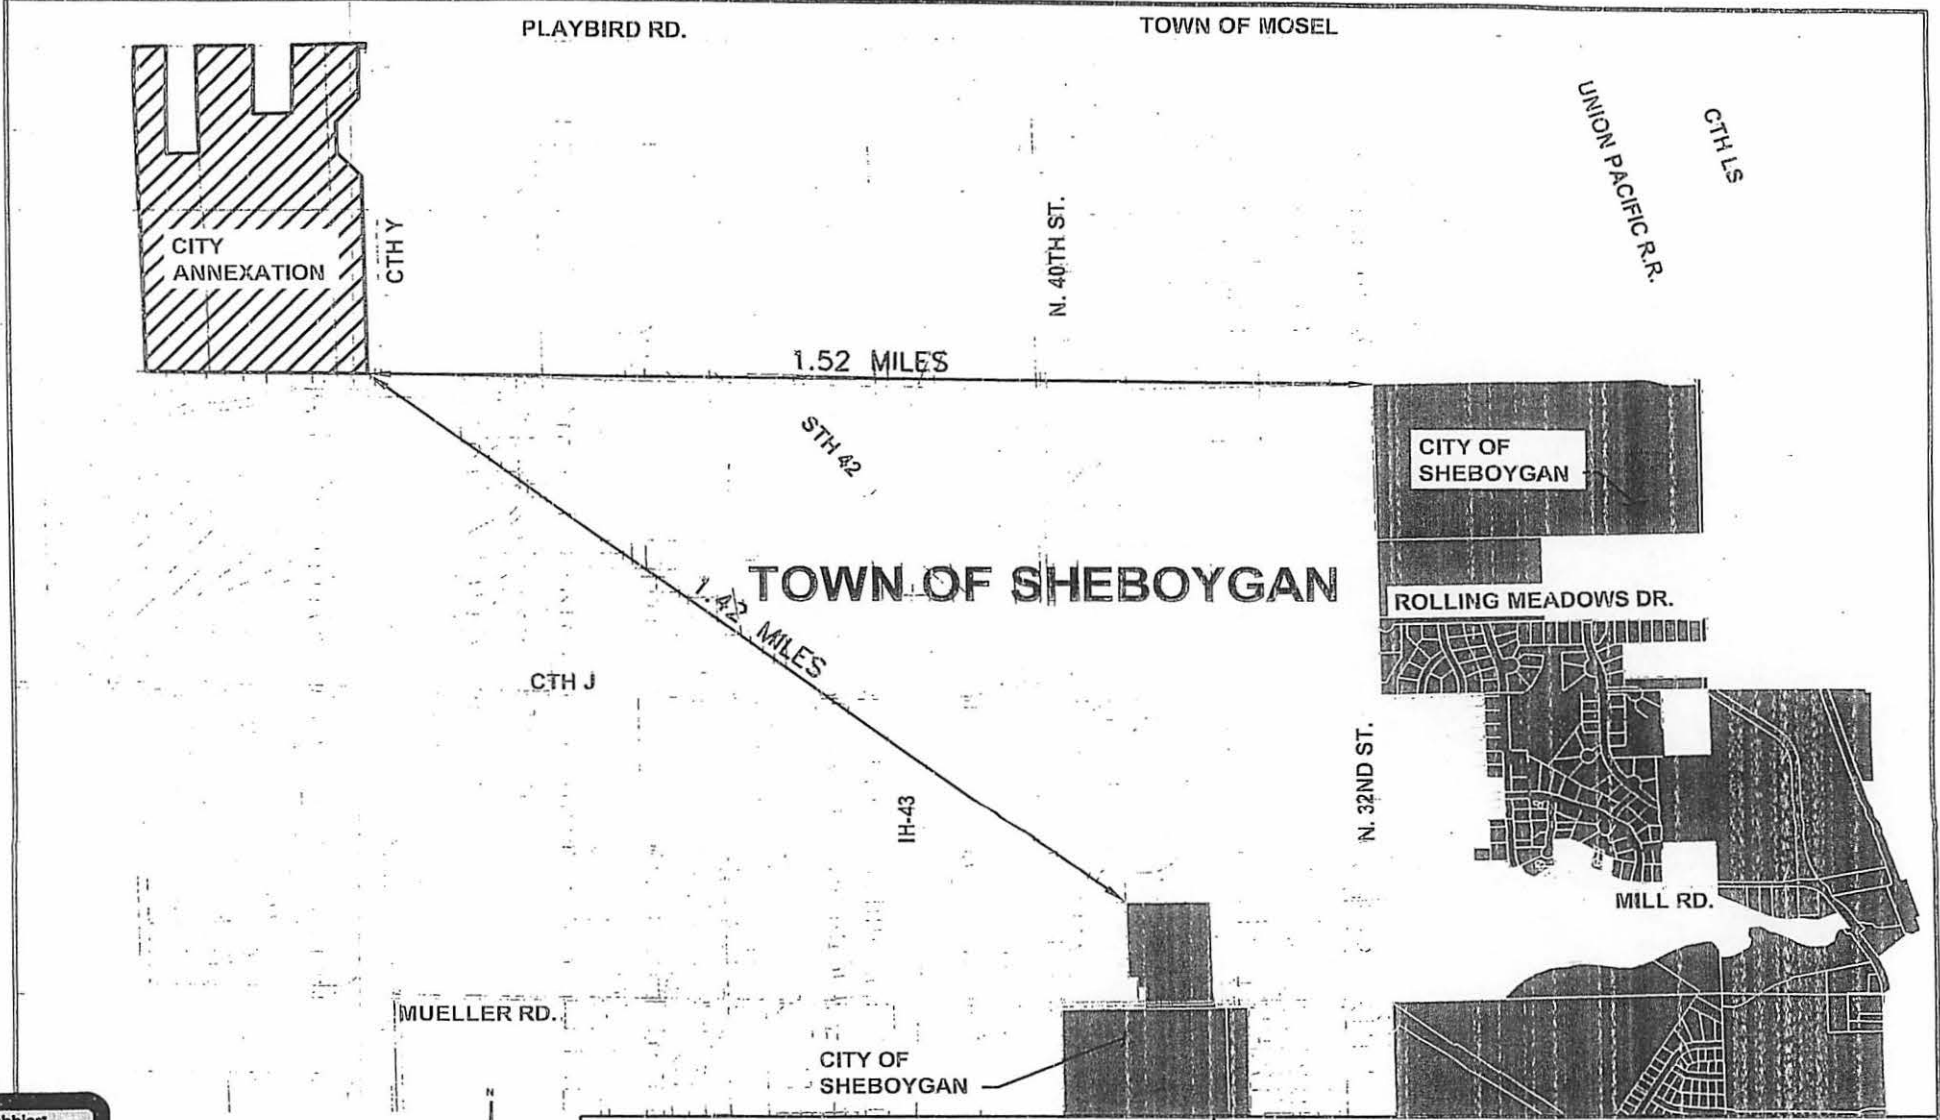 PLAYBIRD RD.
TOWN OF MOSEL
UNION PACIFIC R.R.
CTH LS
CITY
ANNEXATION
CTH Y
N. 40TH ST.
1.52 MILES
STH 42
CITY OF
SHEBOYGAN
TOWN OF SHEBOYGAN
ROLLING MEADOWS DR.
1.42 MILES
CTH J
IH-43
N. 32ND ST.
MILL RD.
MUELLER RD.
CITY OF
SHEBOYGAN
N